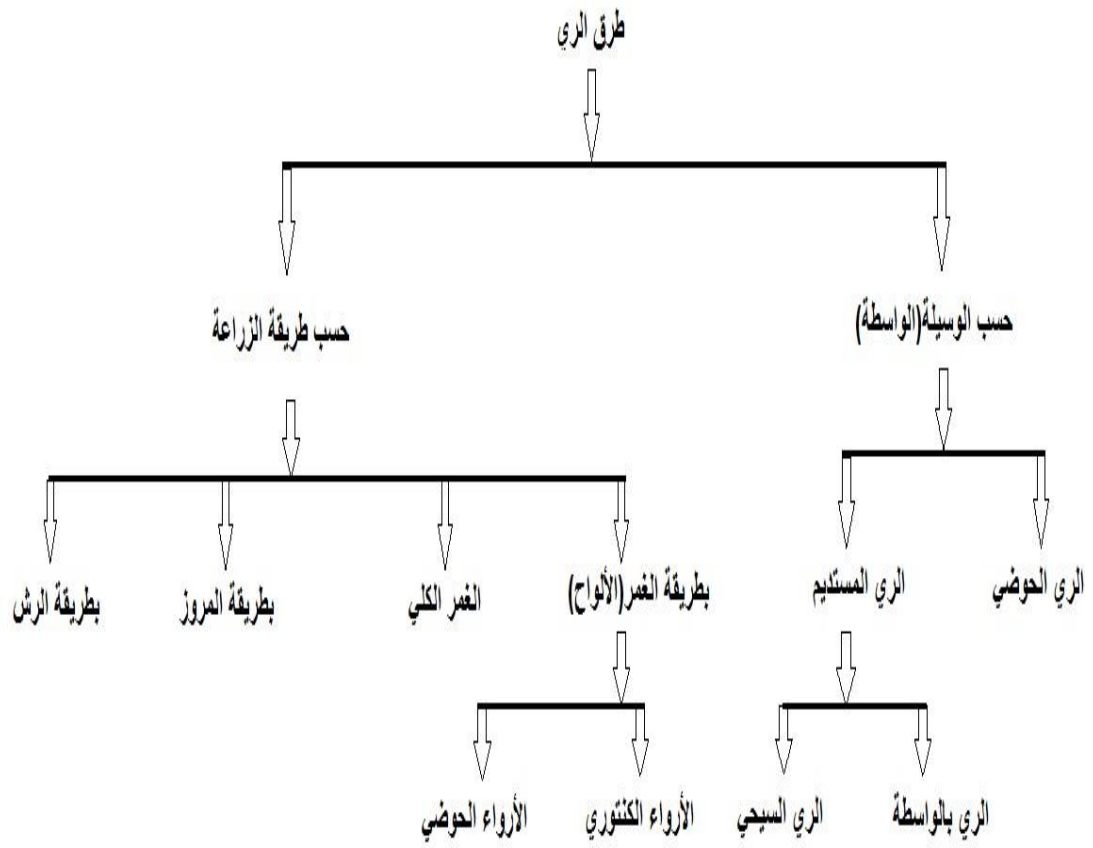 طرق الري
حسب الوسيلة(الواسطة)
حسب طريقة الزراعة
الري الحوضي
الري المستديم
بطريقة الغمر(الألواح)
الغمر الكلي
بطريقة المروز
بطريقة الرش
الري بالواسطة
الري السيحي
الأرواء الكنتوري
الأرواء الحوضي